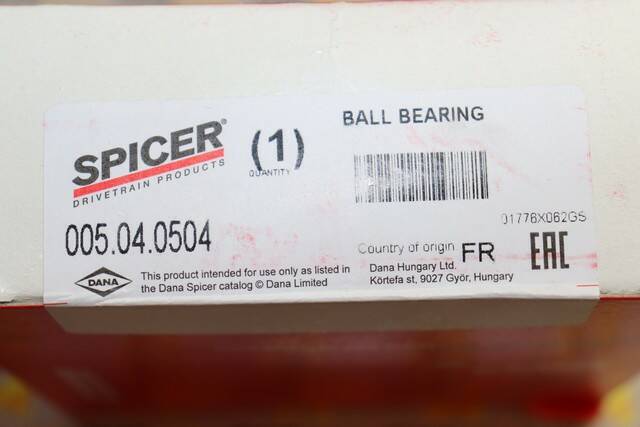 SPICER®
DRIVETRAIN PRODUCTS
(1)
QUANTITY
BALL BEARING
005.04.0504
01776X062GS
Country of origin FR
EAC
DANA
This product intended for use only as listed in
the Dana Spicer catalog © Dana Limited
Dana Hungary Ltd.
Körtefa st, 9027 Győr, Hungary